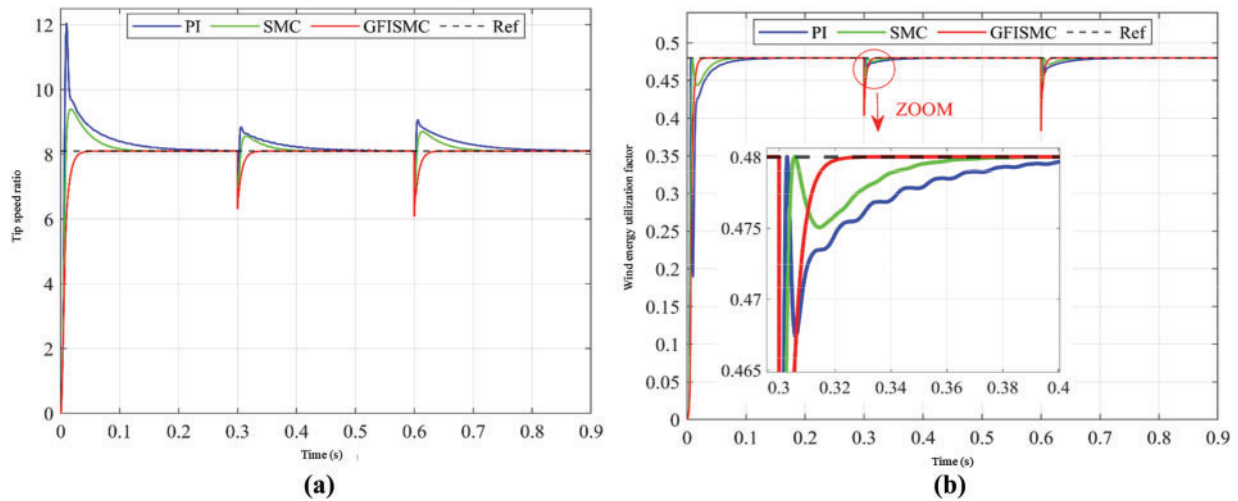 PI SMC GFISMC Ref
12
10
8
6
4
2
0
0 0.1 0.2 0.3 0.4 0.5 0.6 0.7 0.8 0.9
Tip speed ratio
Time (s)
(a)
PI SMC GFISMC Ref
0.5
0.45
0.4
0.35
0.3
0.25
0.2
0.15
0.1
0.05
0
0 0.1 0.2 0.3 0.4 0.5 0.6 0.7 0.8 0.9
Wind energy utilization factor
Time (s)
ZOOM
0.48
0.475
0.47
0.465
0.3 0.32 0.34 0.36 0.38 0.4
(b)